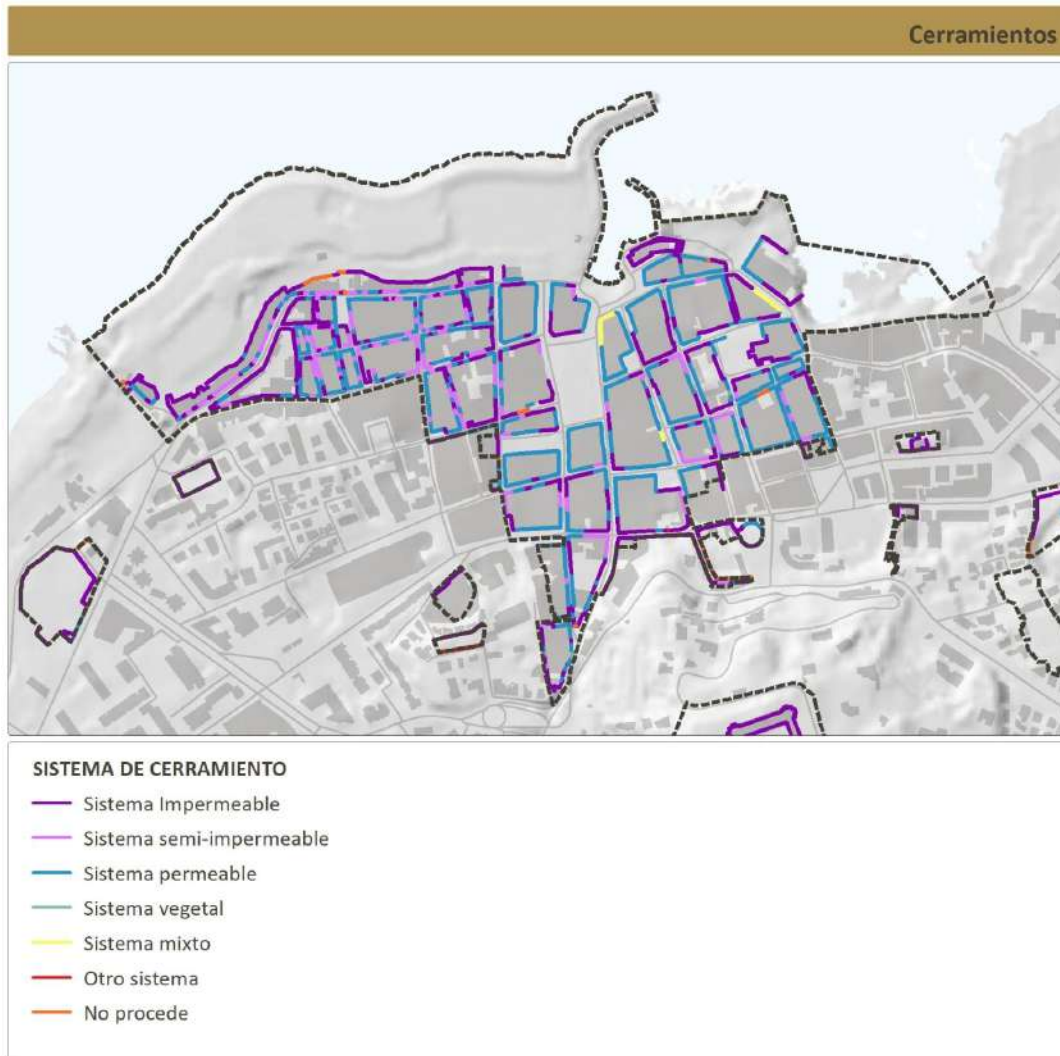 Cerramientos
SISTEMA DE CERRAMIENTO
Sistema Impermeable
Sistema semi-impermeable
Sistema permeable
Sistema vegetal
Sistema mixto
Otro sistema
No procede